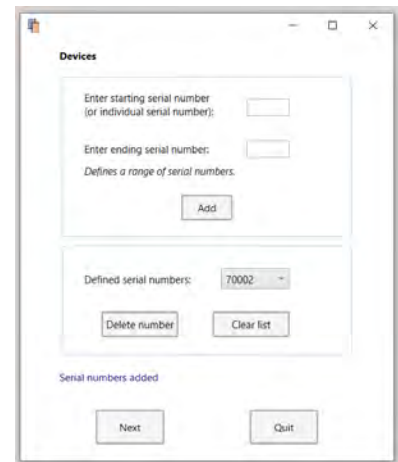 Devices
Enter starting serial number
(or individual serial number):
Enter ending serial number:
Defines a range of serial numbers.
Add
Defined serial numbers:
70002
Delete number
Clear list
Serial numbers added
Next
Quit